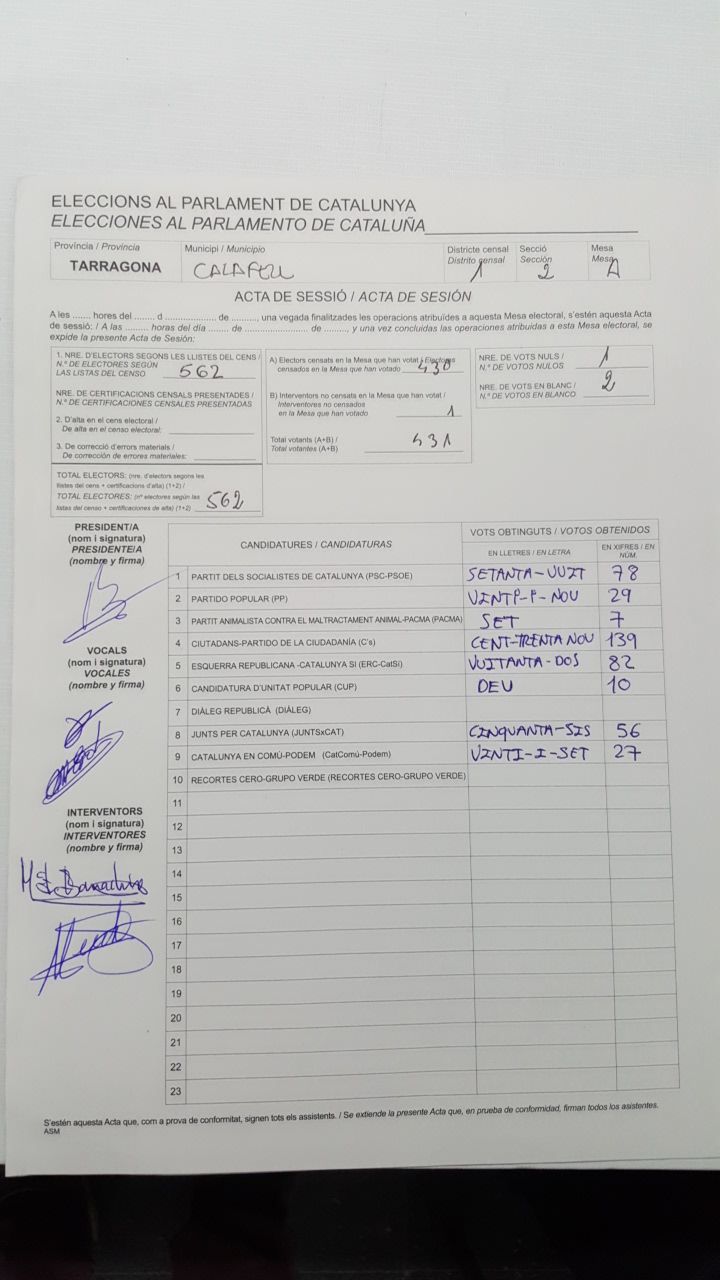 ELECCIONS AL PARLAMENT DE CATALUNYA
ELECCIONES AL PARLAMENTO DE CATALUÑA
Província / Provincia
TARRAGONA
Municipi / Municipio
CALAFELL
Districte censal
Distrito censal
1
Secció
Sección
2
Mesa
Mesa
A
ACTA DE SESSIÓ / ACTA DE SESIÓN
A les ....... hores del ....... d ..................... de .........., una vegada finalitzades les operacions atribuïdes a aquesta Mesa electoral, s'estén aquesta Acta
de sessió: / A las ......... horas del día ....... de ..................... de ........, y una vez concluidas las operaciones atribuidas a esta Mesa electoral, se
expide la presente Acta de Sesión:
1. NRE. D'ELECTORS SEGONS LES LLISTES DEL CENS /
N.º DE ELECTORES SEGÚN
LAS LISTAS DEL CENSO 562
NRE. DE CERTIFICACIONS CENSALS PRESENTADES /
N.º DE CERTIFICACIONES CENSALES PRESENTADAS
2. D'alta en el cens electoral /
De alta en el censo electoral:
3. De correcció d'errors materials /
De corrección de errores materiales:
TOTAL ELECTORS: (nre. d'electors segons les
llistes del cens + certificacions d'alta) (1+2) /
TOTAL ELECTORES: (nº electores según las
listas del censo + certificaciones de alta) (1+2) 562
A) Electors censats en la Mesa que han votat / Electores
censados en la Mesa que han votado 430
B) Interventors no censats en la Mesa que han votat /
Interventores no censados
en la Mesa que han votado 1
Total votants (A+B) /
Total votantes (A+B) 431
NRE. DE VOTS NULS /
N.º DE VOTOS NULOS 1
NRE. DE VOTS EN BLANC /
N.º DE VOTOS EN BLANCO 2
PRESIDENT/A
(nom i signatura)
PRESIDENTE/A
(nombre y firma)
VOCALS
(nom i signatura)
VOCALES
(nombre y firma)
INTERVENTORS
(nom i signatura)
INTERVENTORES
(nombre y firma)
CANDIDATURES / CANDIDATURAS
VOTS OBTINGUTS / VOTOS OBTENIDOS
EN LLETRES / EN LETRA
EN XIFRES / EN
NÚM.
1 PARTIT DELS SOCIALISTES DE CATALUNYA (PSC-PSOE) SETANTA-VUIT 78
2 PARTIDO POPULAR (PP) VINT-I-NOU 29
3 PARTIT ANIMALISTA CONTRA EL MALTRACTAMENT ANIMAL-PACMA (PACMA) SET 7
4 CIUTADANS-PARTIDO DE LA CIUDADANÍA (C's) CENT-TRENTA NOU 139
5 ESQUERRA REPUBLICANA -CATALUNYA SI (ERC-CatSí) VUITANTA-DOS 82
6 CANDIDATURA D'UNITAT POPULAR (CUP) DEU 10
7 DIÀLEG REPUBLICÀ (DIÀLEG)
8 JUNTS PER CATALUNYA (JUNTSxCAT) CINQUANTA-SIS 56
9 CATALUNYA EN COMÚ-PODEM (CatComú-Podem) VINTI-I-SET 27
10 RECORTES CERO-GRUPO VERDE (RECORTES CERO-GRUPO VERDE)
11
12
13
14
15
16
17
18
19
20
21
22
23
S'estén aquesta Acta que, com a prova de conformitat, signen tots els assistents. / Se extiende la presente Acta que, en prueba de conformidad, firman todos los asistentes.
ASM